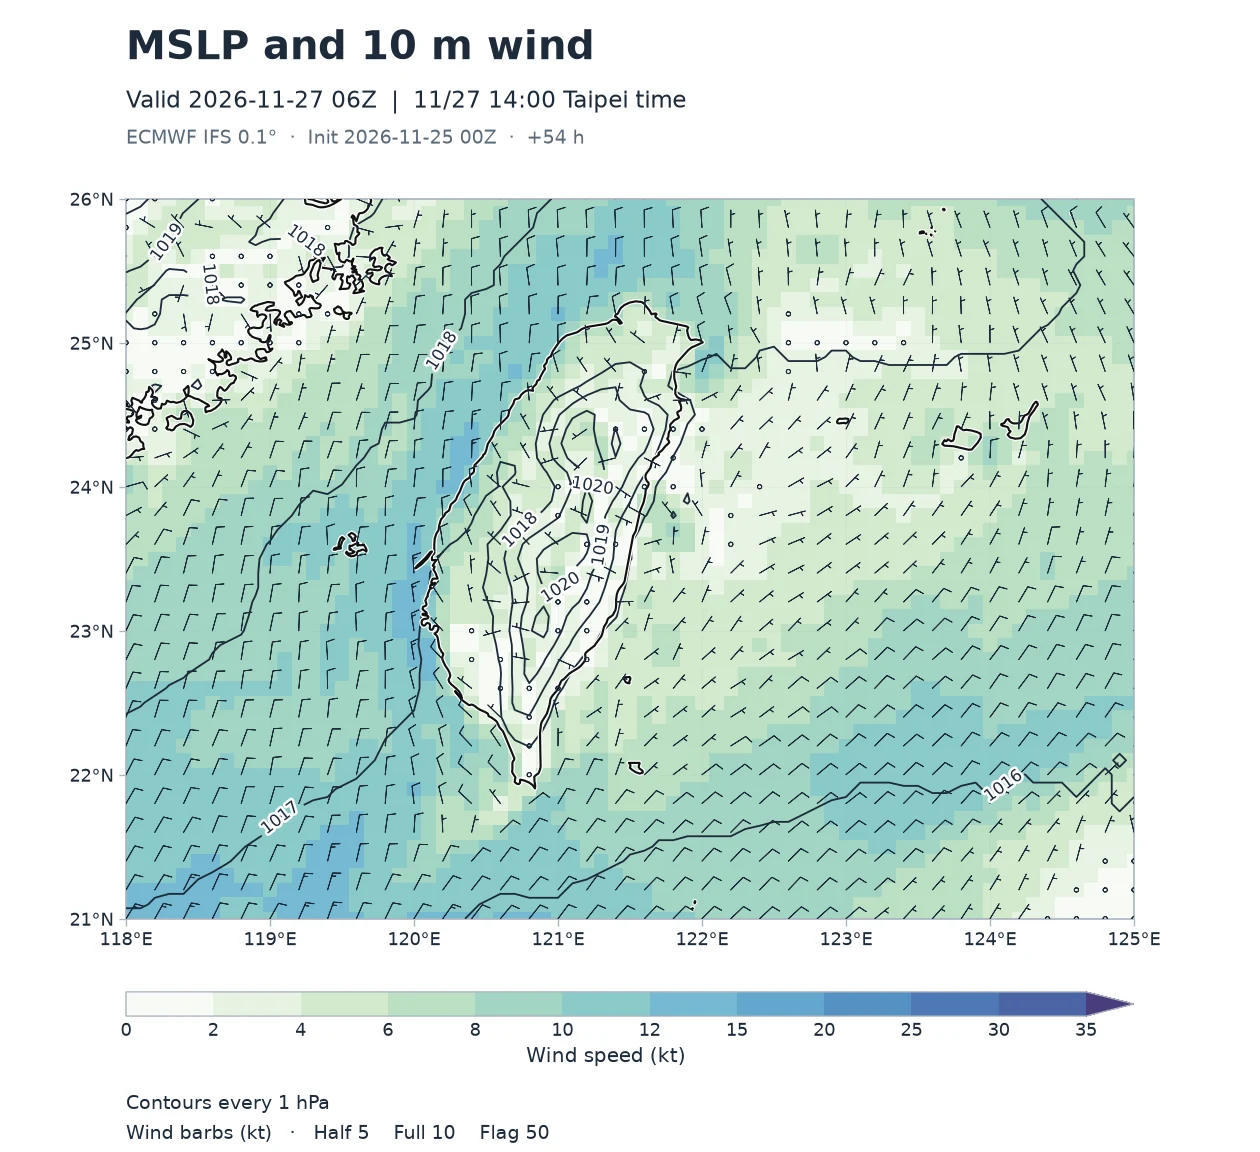 MSLP and 10 m wind
Valid 2026-11-27 06Z | 11/27 14:00 Taipei time
ECMWF IFS 0.1° · Init 2026-11-25 00Z · +54 h
26°N
25°N
24°N
23°N
22°N
21°N
1019
1018
1018
1018
1020
1018
1019
1020
1017
1016
118°E 119°E 120°E 121°E 122°E 123°E 124°E 125°E
0 2 4 6 8 10 12 15 20 25 30 35
Wind speed (kt)
Contours every 1 hPa
Wind barbs (kt) · Half 5 Full 10 Flag 50